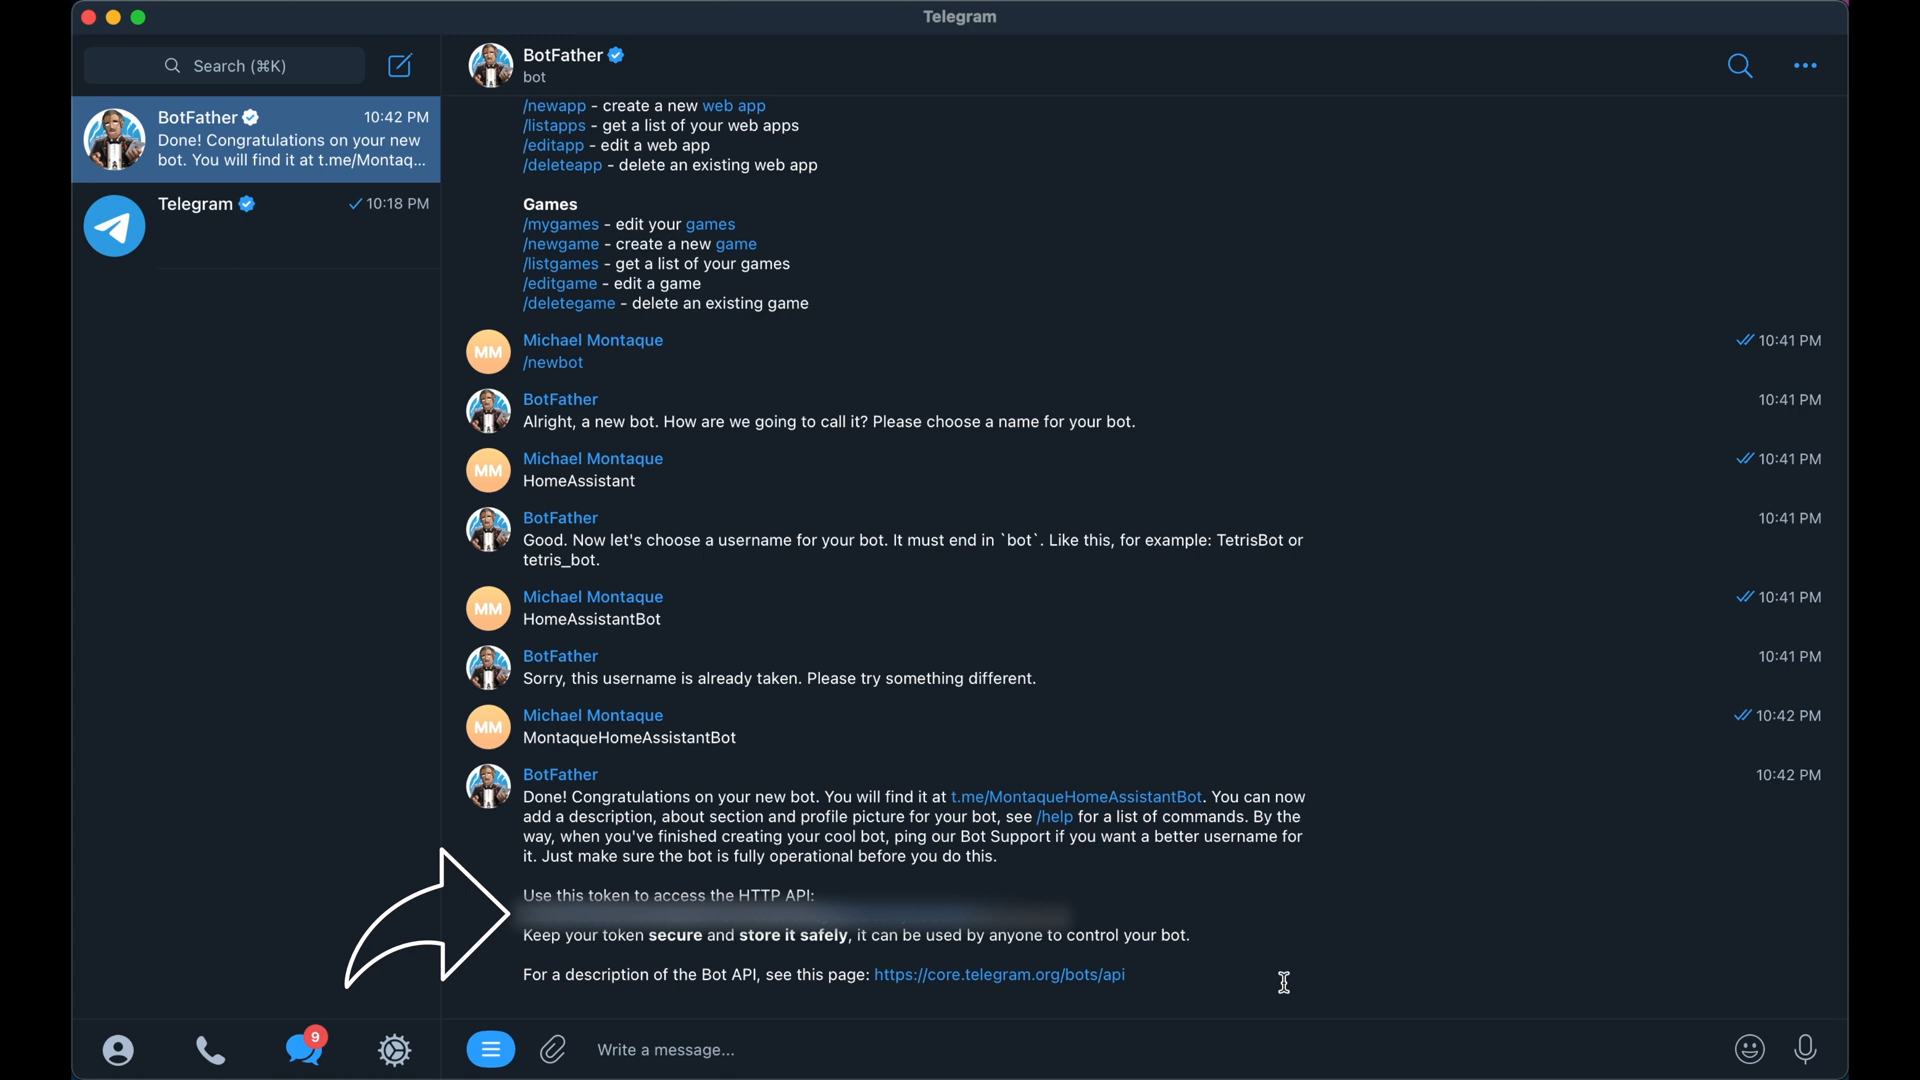 Telegram
Search (⌘K)
BotFather
10:42 PM
Done! Congratulations on your new
bot. You will find it at t.me/Montaq...
Telegram
10:18 PM
9
BotFather
bot
/newapp - create a new web app
/listapps - get a list of your web apps
/editapp - edit a web app
/deleteapp - delete an existing web app
Games
/mygames - edit your games
/newgame - create a new game
/listgames - get a list of your games
/editgame - edit a game
/deletegame - delete an existing game
MM
Michael Montaque
10:41 PM
/newbot
BotFather
10:41 PM
Alright, a new bot. How are we going to call it? Please choose a name for your bot.
MM
Michael Montaque
10:41 PM
HomeAssistant
BotFather
10:41 PM
Good. Now let's choose a username for your bot. It must end in `bot`. Like this, for example: TetrisBot or
tetris_bot.
MM
Michael Montaque
10:41 PM
HomeAssistantBot
BotFather
10:41 PM
Sorry, this username is already taken. Please try something different.
MM
Michael Montaque
10:42 PM
MontaqueHomeAssistantBot
BotFather
10:42 PM
Done! Congratulations on your new bot. You will find it at t.me/MontaqueHomeAssistantBot. You can now
add a description, about section and profile picture for your bot, see /help for a list of commands. By the
way, when you've finished creating your cool bot, ping our Bot Support if you want a better username for
it. Just make sure the bot is fully operational before you do this.
Use this token to access the HTTP API:
Keep your token secure and store it safely, it can be used by anyone to control your bot.
For a description of the Bot API, see this page: https://core.telegram.org/bots/api
Write a message...